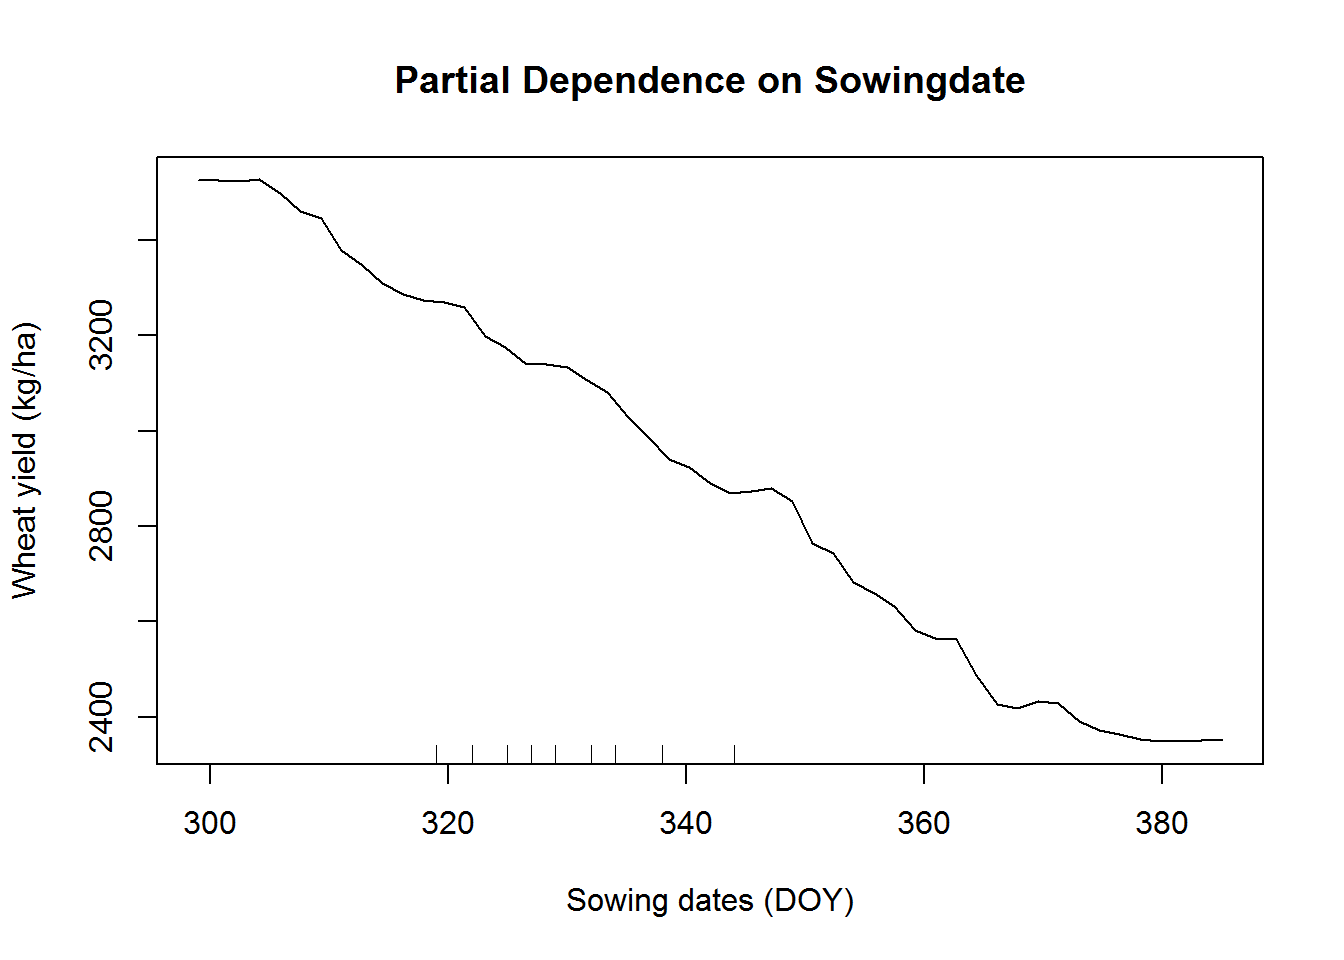 Partial Dependence on Sowingdate
Wheat yield (kg/ha)
3200
2800
2400
300 320 340 360 380
Sowing dates (DOY)